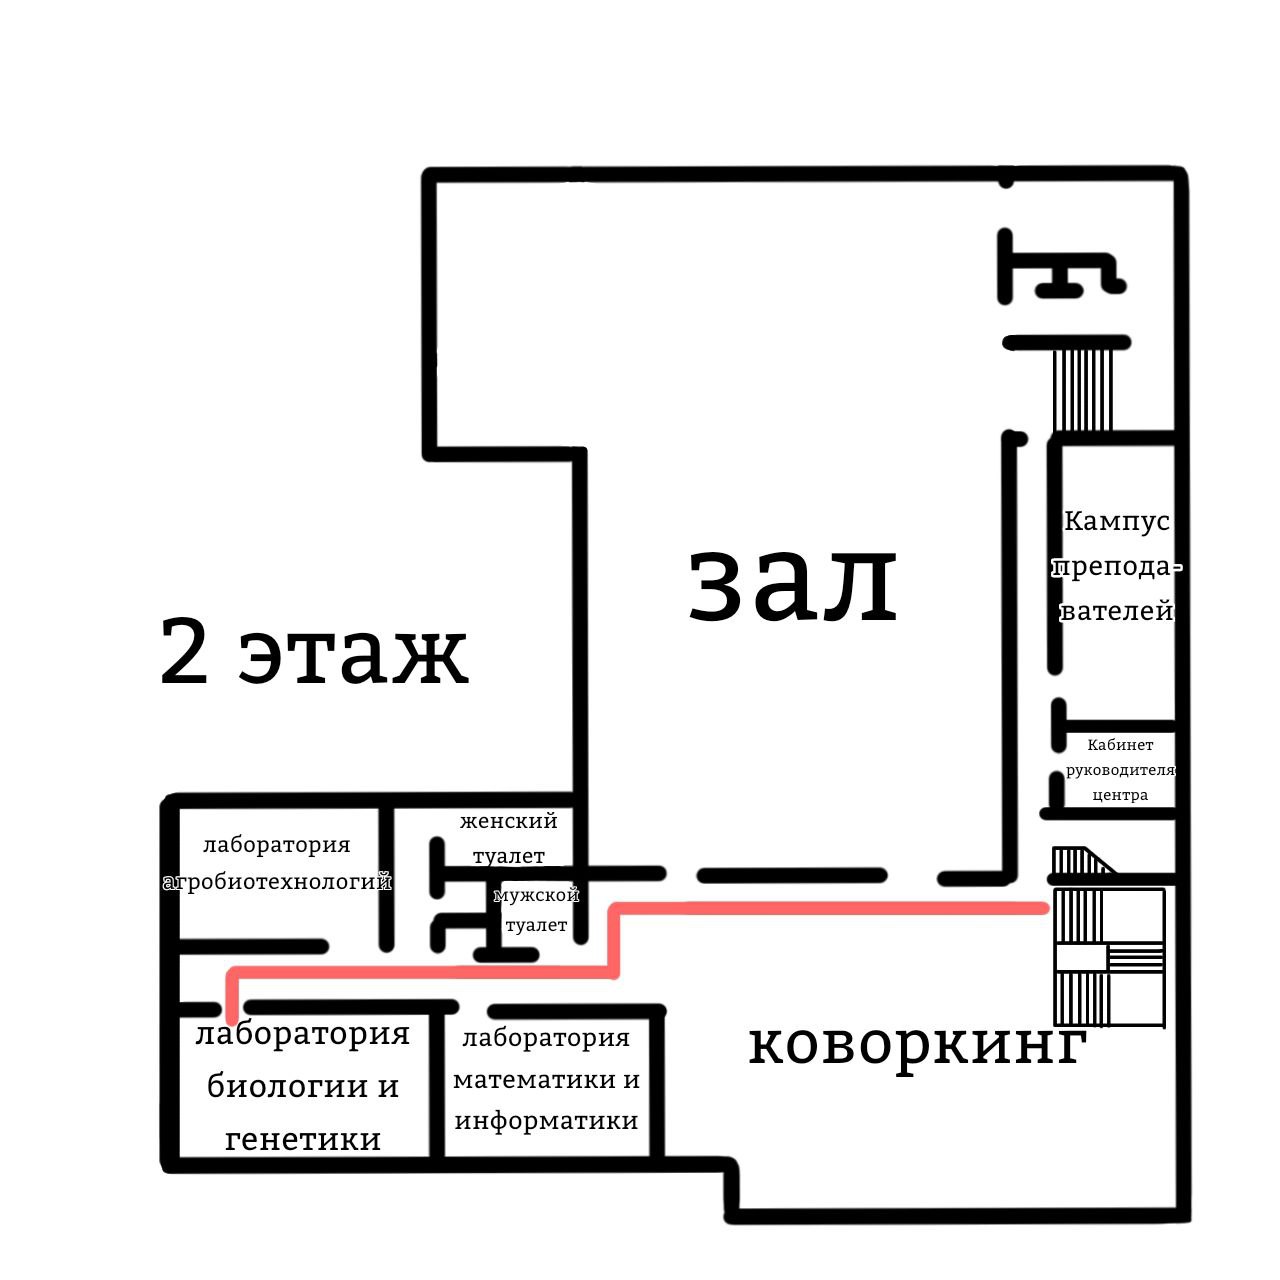 Кампус
препода-
вателей
зал
2 этаж
Кабинет
руководителя
центра
женский
туалет
лаборатория
агробиотехнологий
мужской
туалет
лаборатория
биологии и
генетики
лаборатория
математики и
информатики
коворкинг